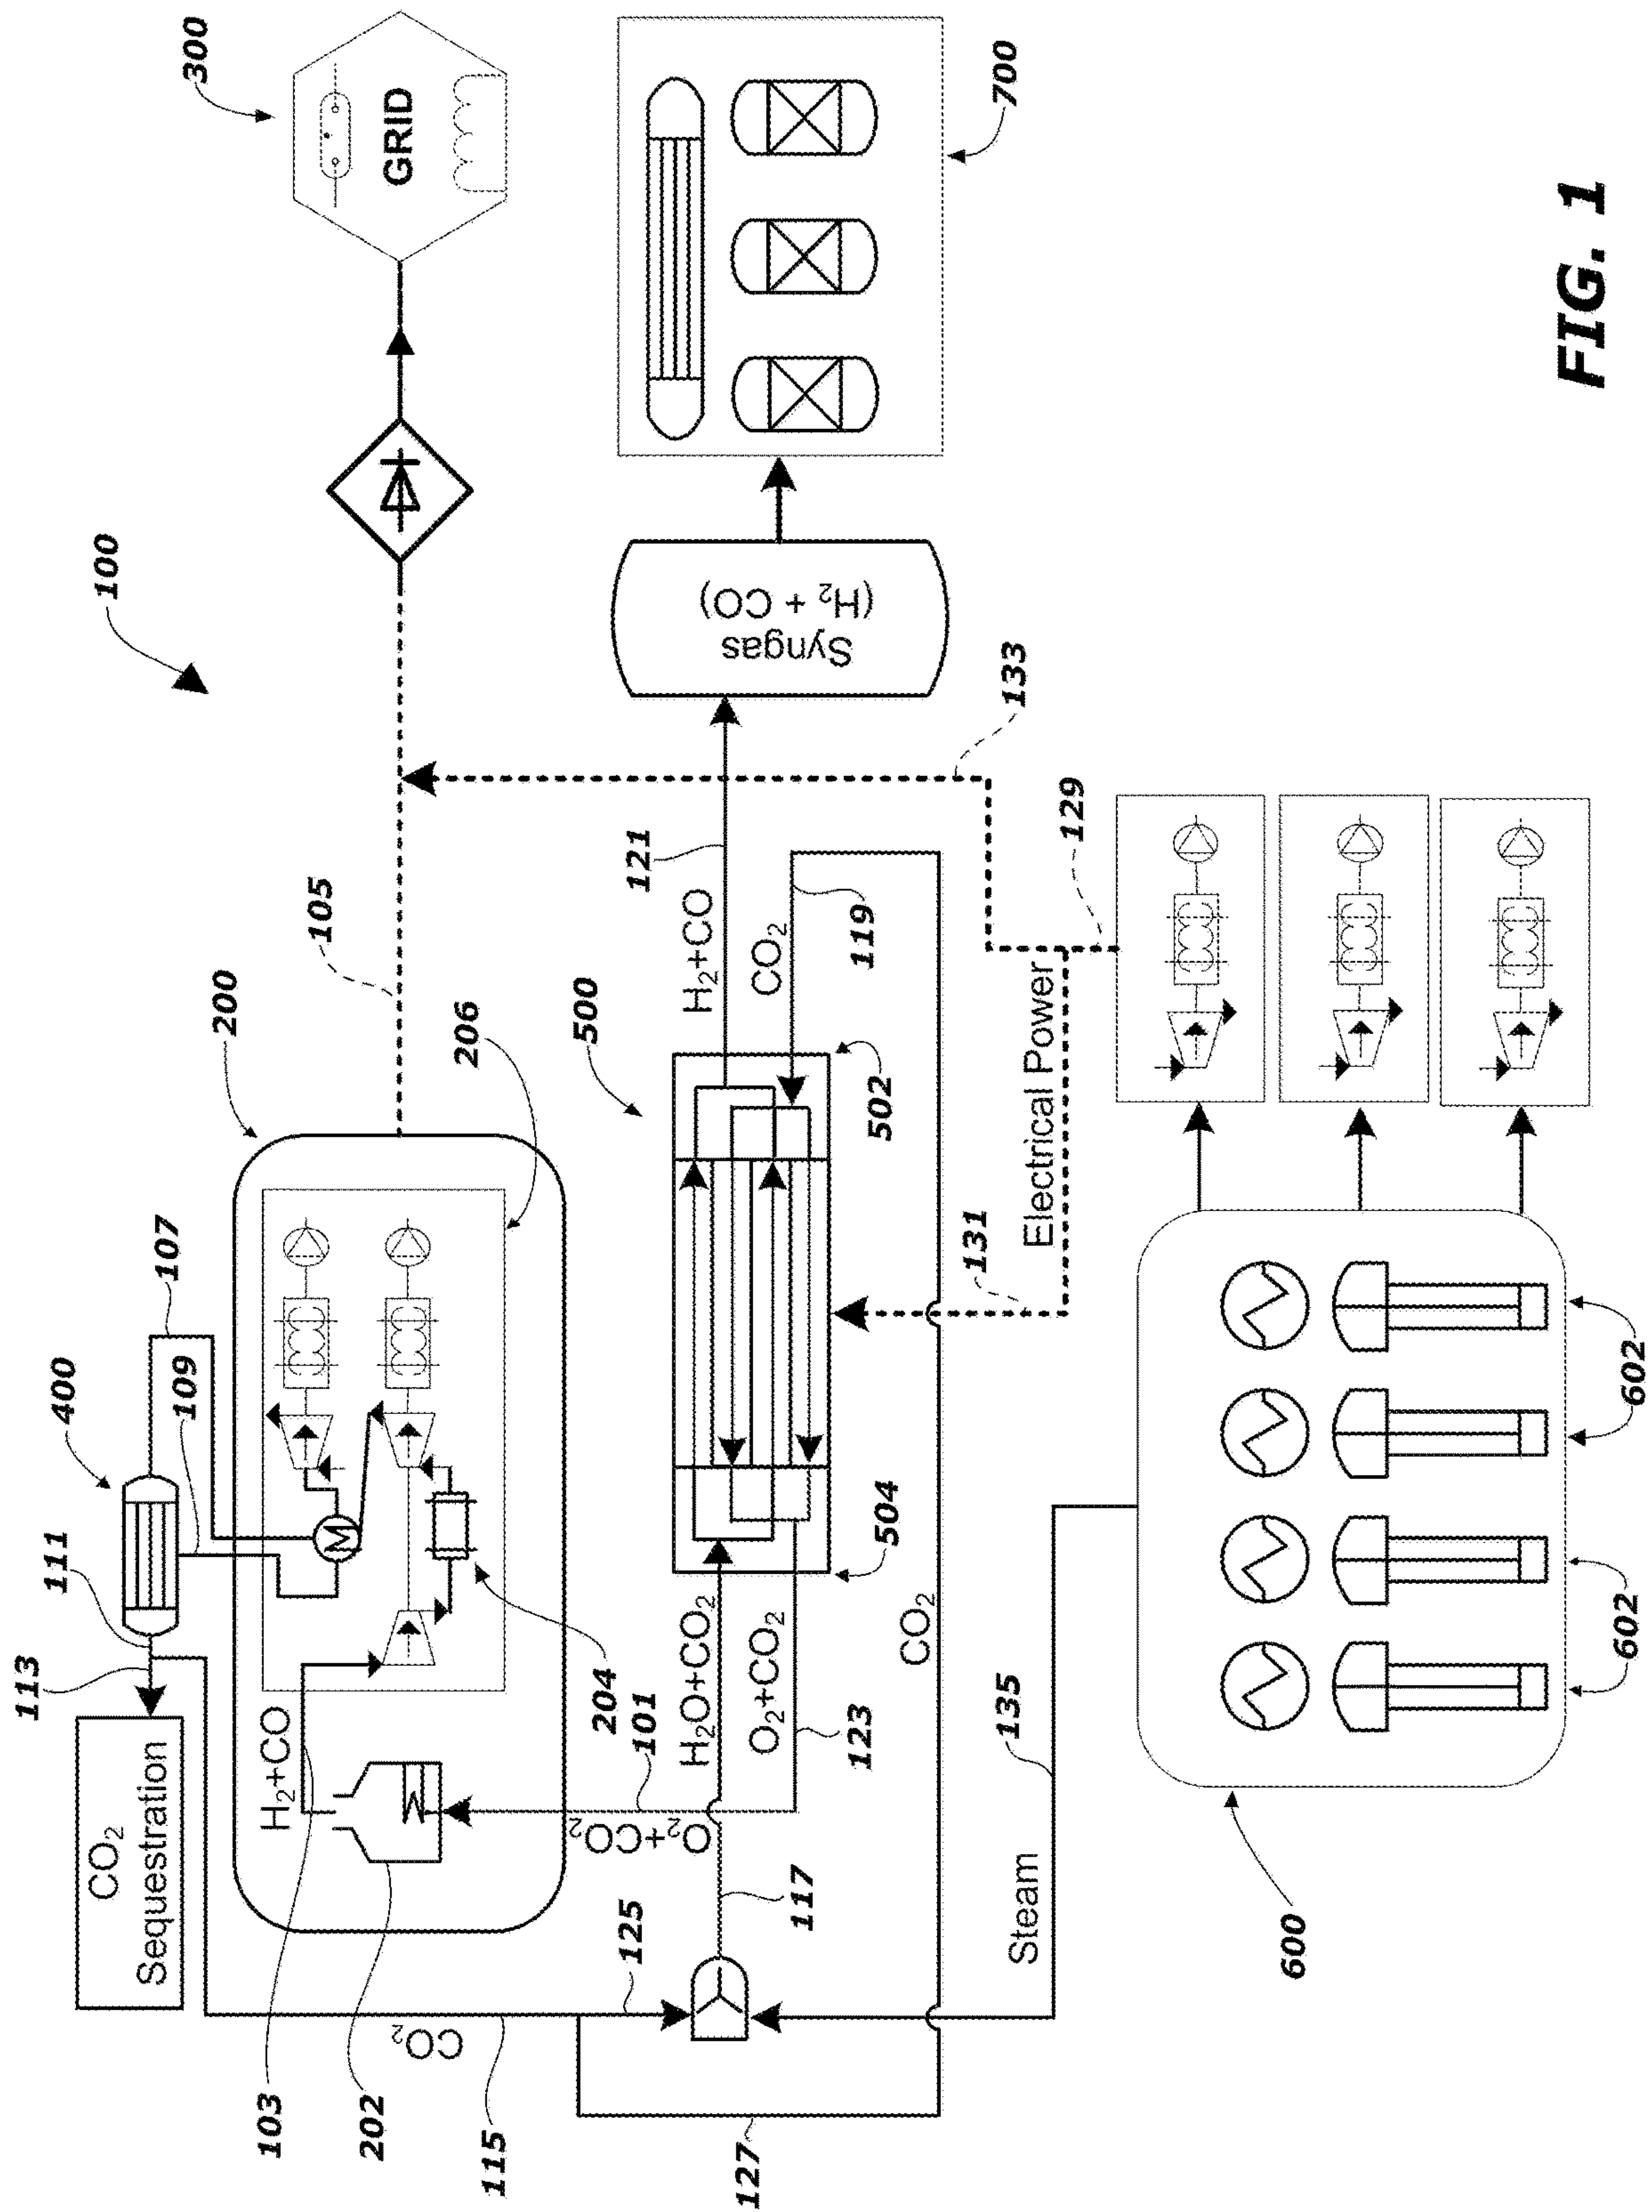 113
111
400
109
107
CO₂
Sequestration
200
105
100
300
GRID
H₂+CO
206
204
103
202
CO₂
115
125
O₂+CO₂
101
117
H₂O+CO₂
O₂+CO₂
123
504
500
502
H₂+CO
121
CO₂
119
Syngas
(H₂ + CO)
700
127
CO₂
133
Electrical Power
131
129
Steam
135
600
602
602
M
FIG. 1